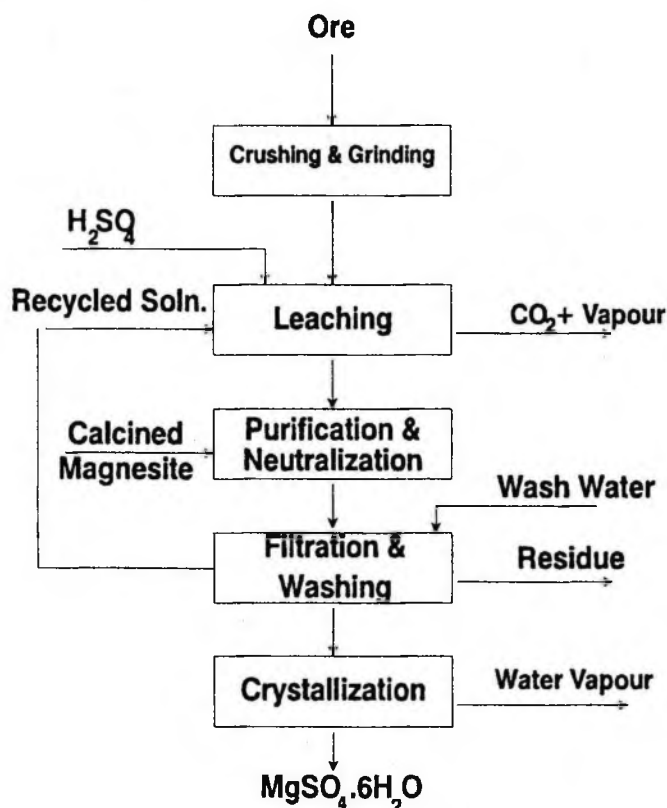 Ore
Crushing & Grinding
H₂SO₄
Recycled Soln.
Leaching
CO₂+ Vapour
Calcined
Magnesite
Purification &
Neutralization
Wash Water
Filtration &
Washing
Residue
Crystallization
Water Vapour
MgSO₄.6H₂O